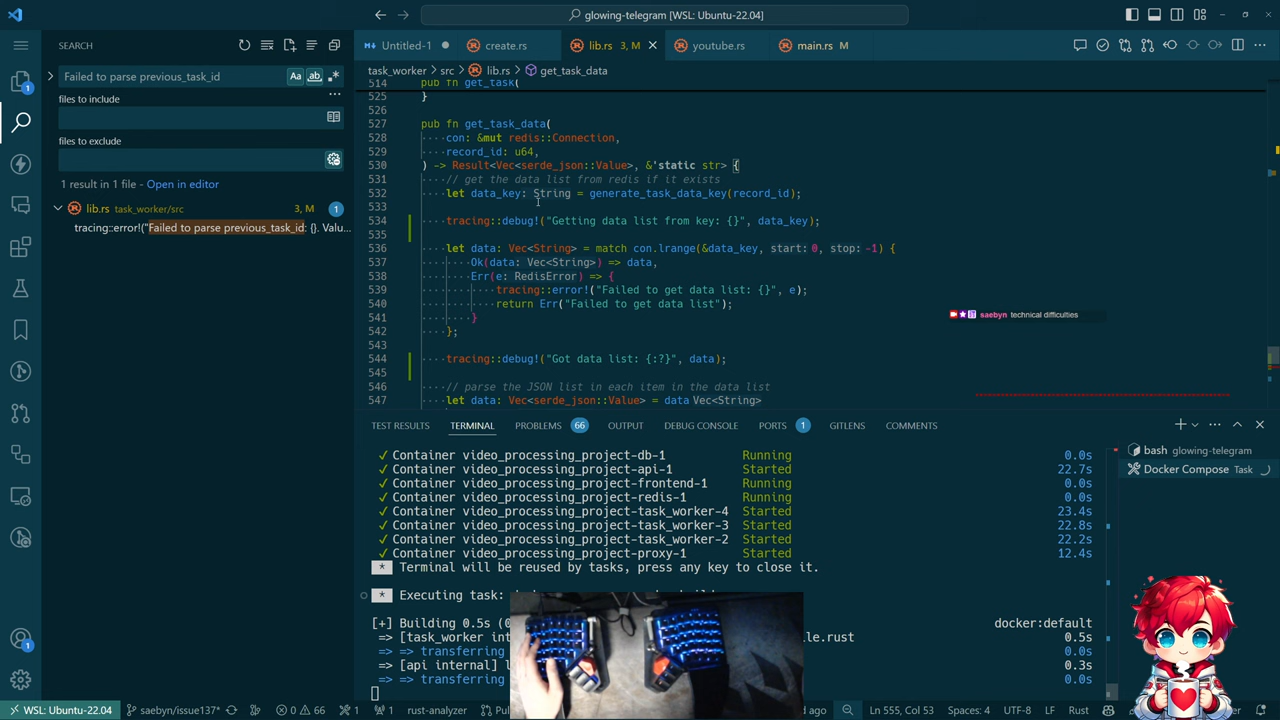 glowing-telegram [WSL: Ubuntu-22.04]
SEARCH
Failed to parse previous_task_id
Aa
ab
files to include
files to exclude
1 result in 1 file - Open in editor
lib.rs task_worker/src 3, M 1
tracing::error!("Failed to parse previous_task_id: {}. Valu...
Untitled-1
create.rs
lib.rs 3, M
youtube.rs
main.rs M
task_worker > src > lib.rs > get_task_data
514 pub fn get_task(
525 }
526
527 pub fn get_task_data(
528 ····con: &mut redis::Connection,
529 ····record_id: u64,
530 ) -> Result<Vec<serde_json::Value>, &'static str> {
531 ····// get the data list from redis if it exists
532 ····let data_key: String = generate_task_data_key(record_id);
533
534 ····tracing::debug!("Getting data list from key: {}", data_key);
535
536 ····let data: Vec<String> = match con.lrange(&data_key, start: 0, stop: -1) {
537 ········Ok(data: Vec<String>) => data,
538 ········Err(e: RedisError) => {
539 ············tracing::error!("Failed to get data list: {}", e);
540 ············return Err("Failed to get data list");
541 ········}
542 ····};
543
544 ····tracing::debug!("Got data list: {:?}", data);
545
546 ····// parse the JSON list in each item in the data list
547 ····let data: Vec<serde_json::Value> = data Vec<String>
saebyn technical difficulties
TEST RESULTS
TERMINAL
PROBLEMS 66
OUTPUT
DEBUG CONSOLE
PORTS 1
GITLENS
COMMENTS
✓ Container video_processing_project-db-1 Running 0.0s
✓ Container video_processing_project-api-1 Started 22.7s
✓ Container video_processing_project-frontend-1 Running 0.0s
✓ Container video_processing_project-redis-1 Running 0.0s
✓ Container video_processing_project-task_worker-4 Started 23.4s
✓ Container video_processing_project-task_worker-3 Started 22.8s
✓ Container video_processing_project-task_worker-2 Started 22.2s
✓ Container video_processing_project-proxy-1 Started 12.4s
* Terminal will be reused by tasks, press any key to close it.
* Executing task:
[+] Building 0.5s (0 docker:default
=> [task_worker int le.rust 0.5s
=> => transferring 0.0s
=> [api internal] l 0.3s
=> => transferring 0.0s
bash glowing-telegram
Docker Compose Task
1
1
WSL: Ubuntu-22.04
saebyn/issue137*
0
66
1
1
rust-analyzer
ago
Ln 555, Col 53
Spaces: 4
UTF-8
LF
Rust